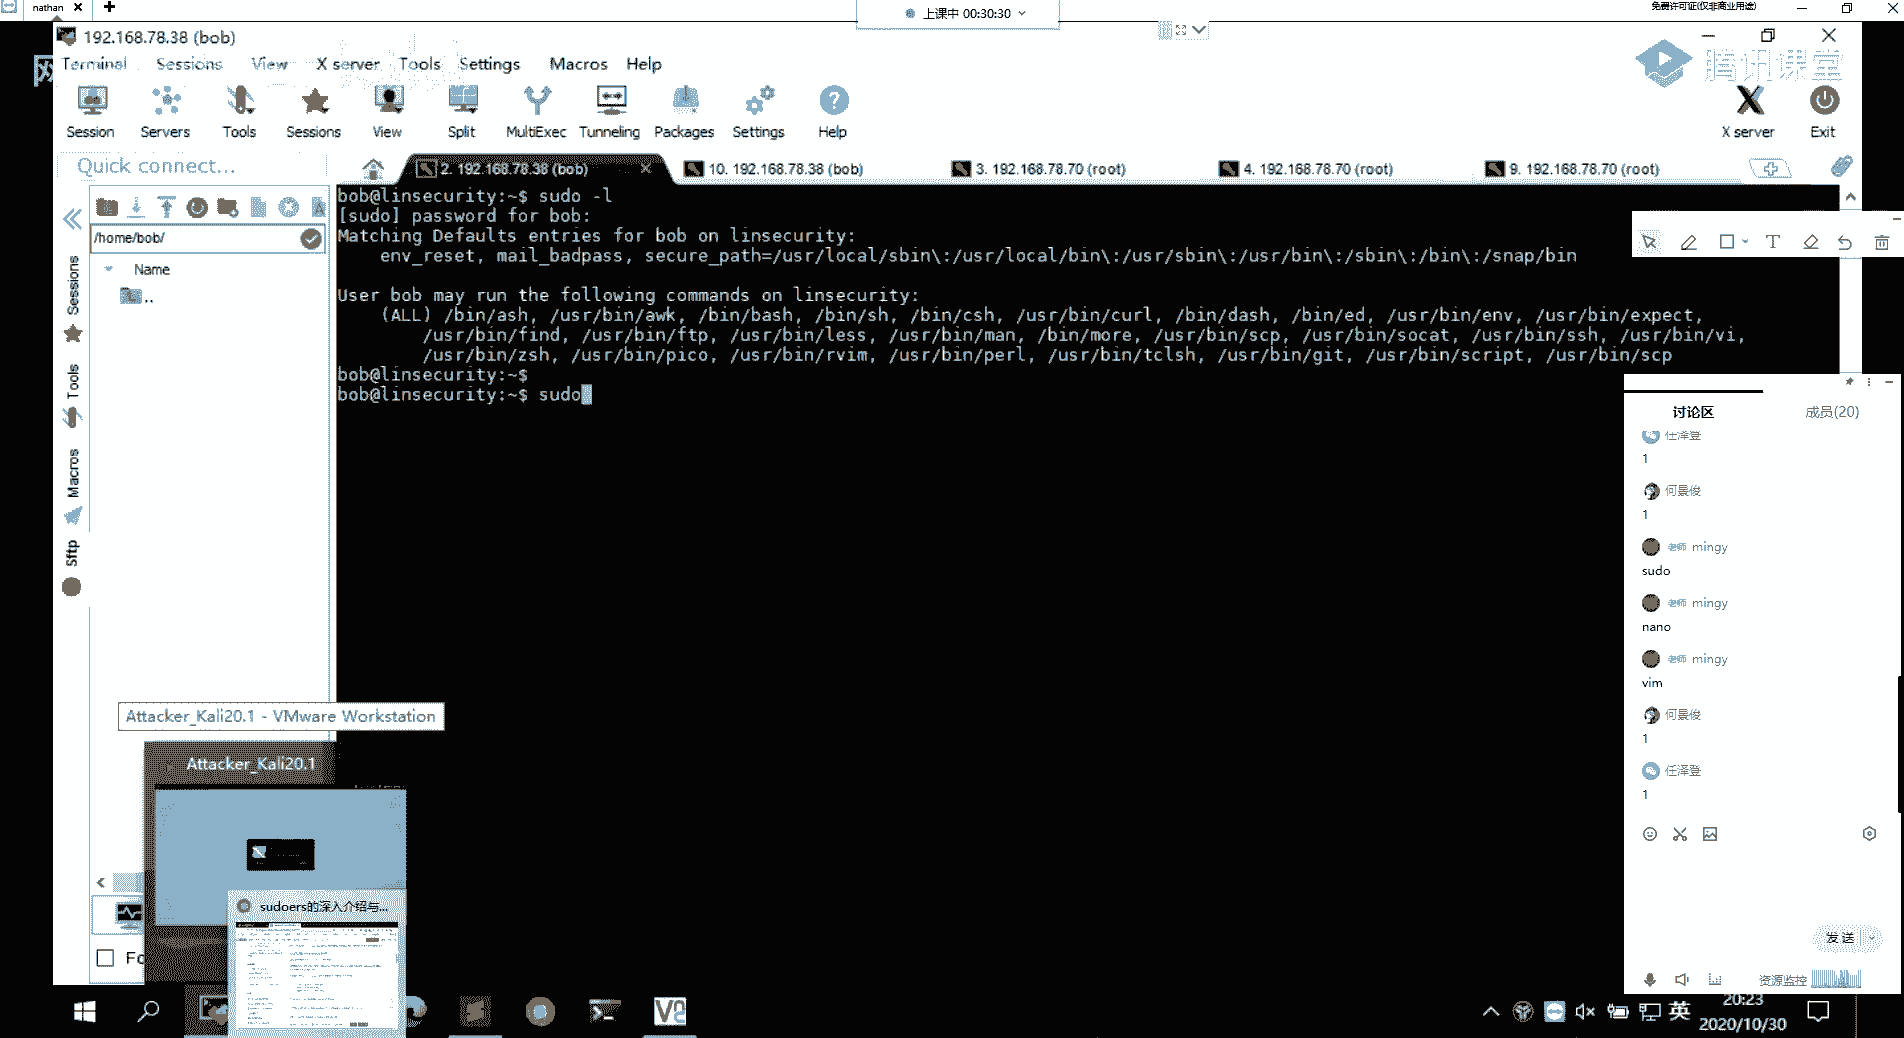 nathan
上课中 00:30:30
免费许可证(仅非商业用途)
192.168.78.38 (bob)
网
腾讯课堂
Terminal Sessions View X server Tools Settings Macros Help
Session Servers Tools Sessions View Split MultiExec Tunneling Packages Settings Help X server Exit
Quick connect...
2. 192.168.78.38 (bob)
10. 192.168.78.38 (bob)
3. 192.168.78.70 (root)
4. 192.168.78.70 (root)
9. 192.168.78.70 (root)
Sessions
Tools
Macros
Sftp
/home/bob/
Name
..
bob@linsecurity:~$ sudo -l
[sudo] password for bob:
Matching Defaults entries for bob on linsecurity:
env_reset, mail_badpass, secure_path=/usr/local/sbin\:/usr/local/bin\:/usr/sbin\:/usr/bin\:/sbin\:/bin\:/snap/bin
User bob may run the following commands on linsecurity:
(ALL) /bin/ash, /usr/bin/awk, /bin/bash, /bin/sh, /bin/csh, /usr/bin/curl, /bin/dash, /bin/ed, /usr/bin/env, /usr/bin/expect,
/usr/bin/find, /usr/bin/ftp, /usr/bin/less, /usr/bin/man, /bin/more, /usr/bin/scp, /usr/bin/socat, /usr/bin/ssh, /usr/bin/vi,
/usr/bin/zsh, /usr/bin/pico, /usr/bin/rvim, /usr/bin/perl, /usr/bin/tclsh, /usr/bin/git, /usr/bin/script, /usr/bin/scp
bob@linsecurity:~$
bob@linsecurity:~$ sudo
T
讨论区
成员(20)
任泽登
1
何景俊
1
老师 mingy
sudo
老师 mingy
nano
老师 mingy
vim
何景俊
1
任泽登
1
发送
资源监控
Attacker_Kali20.1 - VMware Workstation
Attacker_Kali20.1
sudoers的深入介绍与...
Fo
英
20:23
2020/10/30